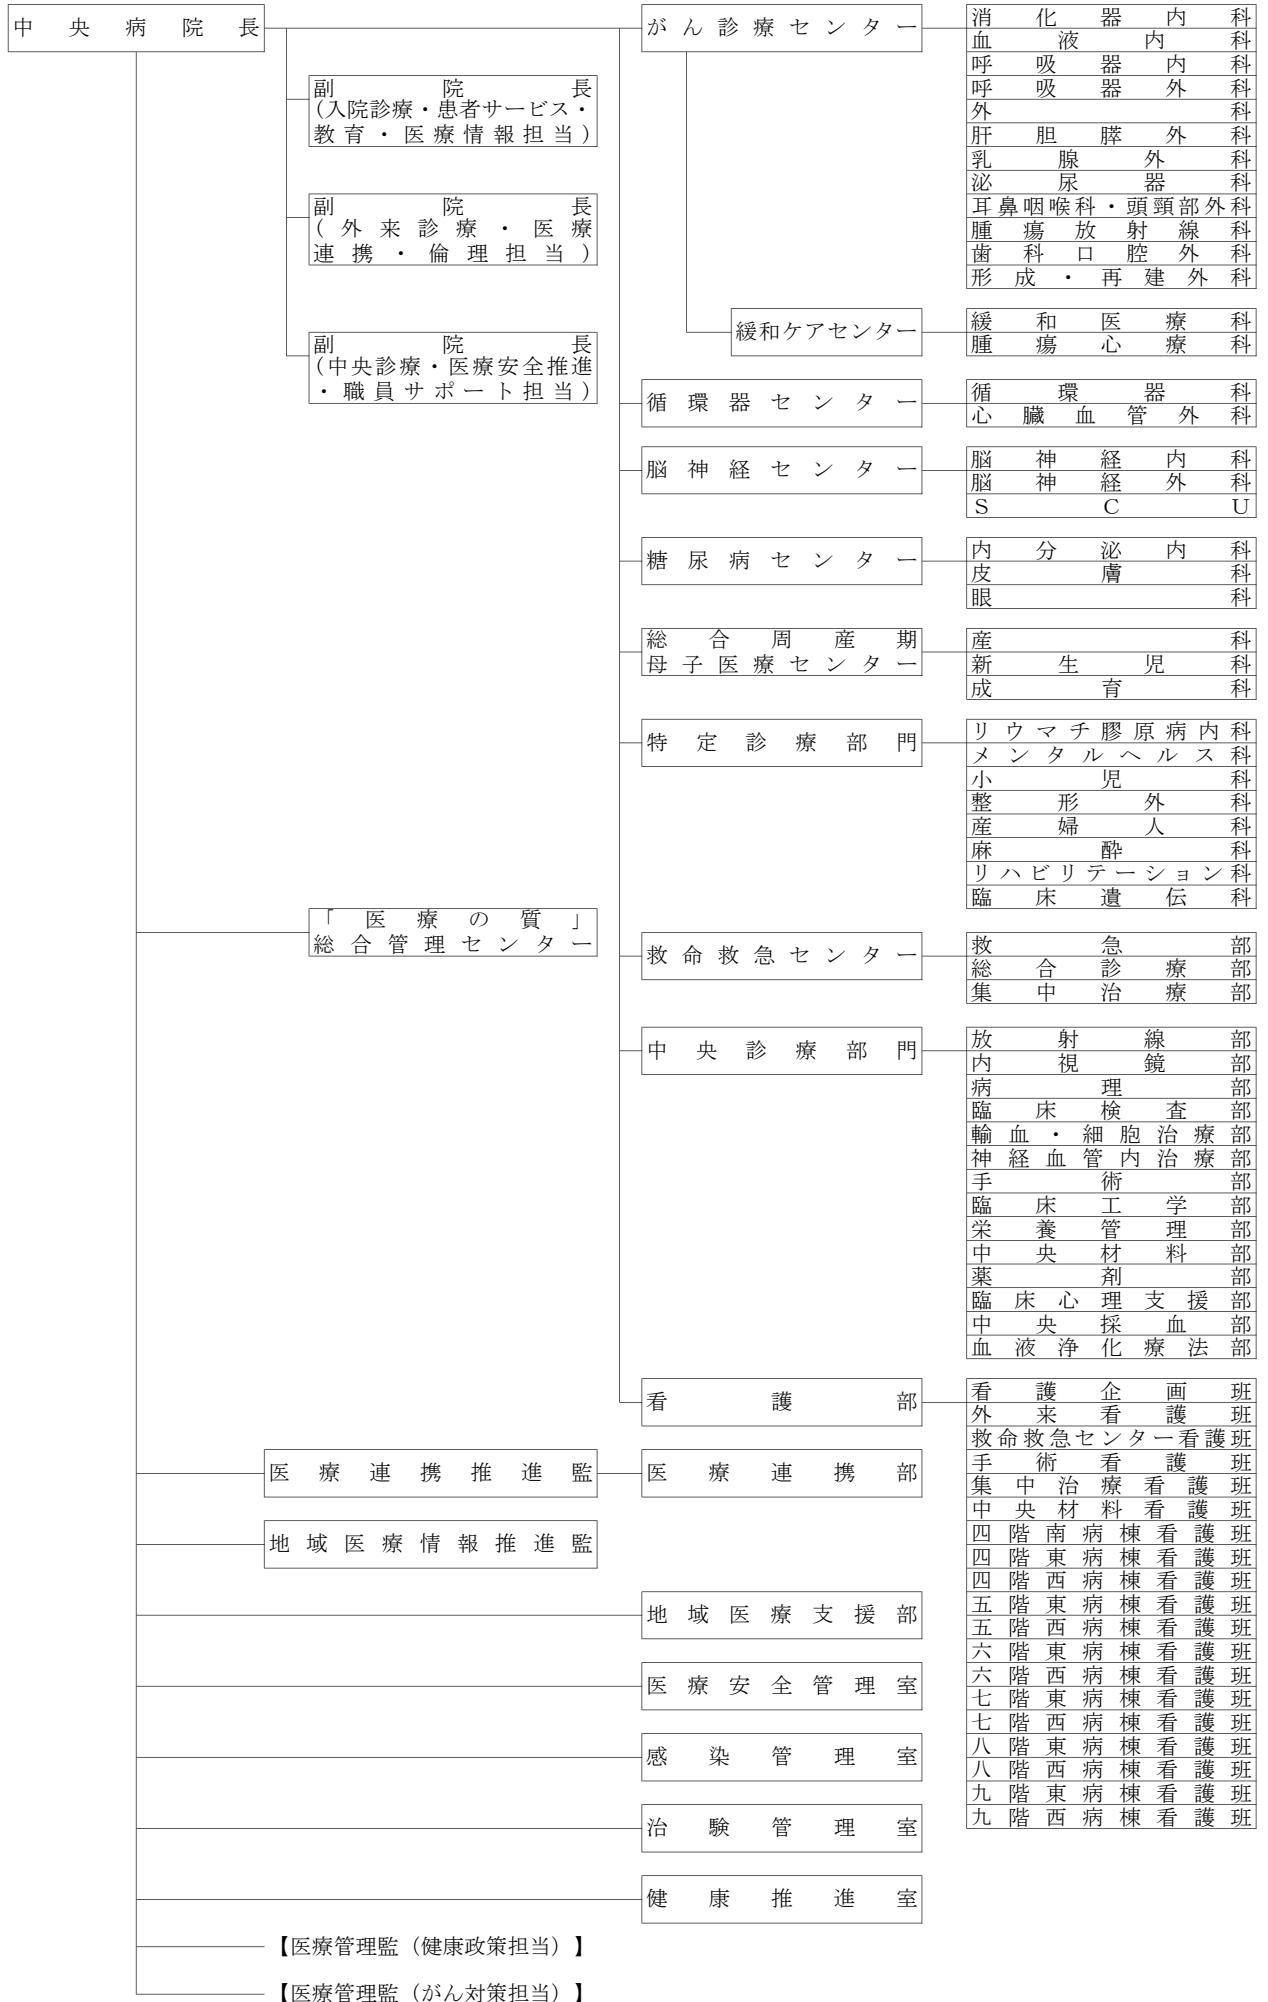 中央病院長
副院長
(入院診療・患者サービス・
教育・医療情報担当)
副院長
(外来診療・医療
連携・倫理担当)
副院長
(中央診療・医療安全推進
・職員サポート担当)
「医療の質」
総合管理センター
医療連携推進監
地域医療情報推進監
【医療管理監（健康政策担当）】
【医療管理監（がん対策担当）】
がん診療センター
消化器内科
血液内科
呼吸器内科
呼吸器外科
外科
肝胆膵外科
乳腺外科
泌尿器科
耳鼻咽喉科・頭頸部外科
腫瘍放射線科
歯科口腔外科
形成・再建外科
緩和ケアセンター
緩和医療科
腫瘍心療科
循環器センター
循環器科
心臓血管外科
脳神経センター
脳神経内科
脳神経外科
ＳＣＵ
糖尿病センター
内分泌内科
皮膚科
眼科
総合周産期
母子医療センター
産科
新生児科
成育科
特定診療部門
リウマチ膠原病内科
メンタルヘルス科
小児科
整形外科
産婦人科
麻酔科
リハビリテーション科
臨床遺伝科
救命救急センター
救急部
総合診療部
集中治療部
中央診療部門
放射線部
内視鏡部
病理部
臨床検査部
輸血・細胞治療部
神経血管内治療部
手術部
臨床工学部
栄養管理部
中央材料部
薬剤部
臨床心理支援部
中央採血部
血液浄化療法部
看護部
看護企画班
外来看護班
救命救急センター看護班
手術看護班
集中治療看護班
中央材料看護班
四階南病棟看護班
四階東病棟看護班
四階西病棟看護班
五階東病棟看護班
五階西病棟看護班
六階東病棟看護班
六階西病棟看護班
七階東病棟看護班
七階西病棟看護班
八階東病棟看護班
八階西病棟看護班
九階東病棟看護班
九階西病棟看護班
医療連携部
地域医療支援部
医療安全管理室
感染管理室
治験管理室
健康推進室